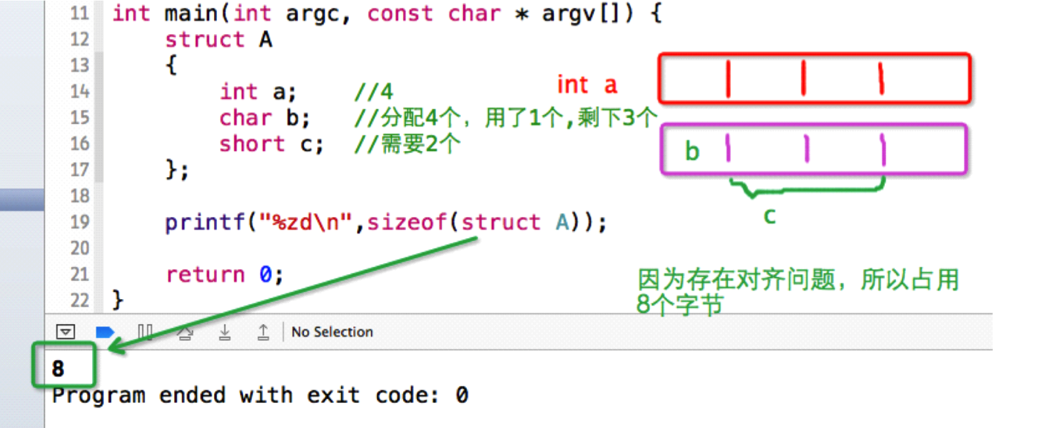 11 int main(int argc, const char * argv[]) {
12 struct A
13 {
14 int a; //4
15 char b; //分配4个，用了1个,剩下3个
16 short c; //需要2个
17 };
18
19 printf("%zd\n",sizeof(struct A));
20
21 return 0;
22 }
int a
b
c
因为存在对齐问题，所以占用
8个字节
No Selection
8
Program ended with exit code: 0